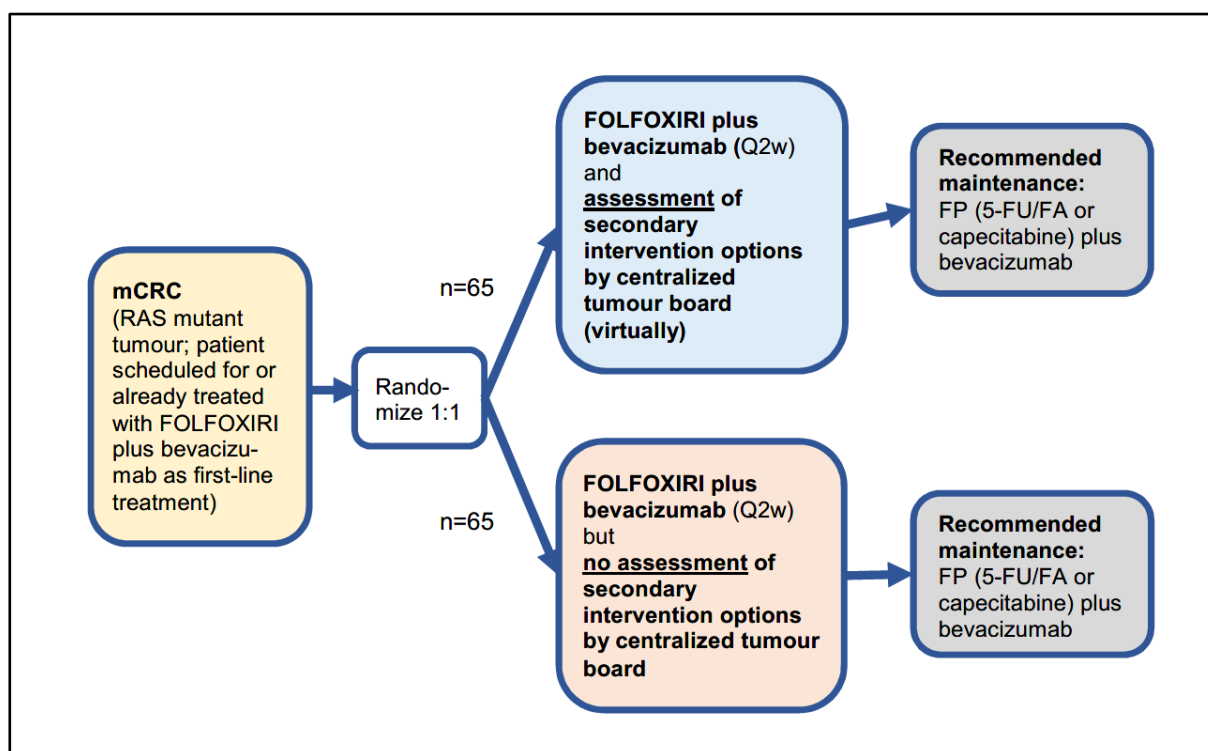 mCRC
(RAS mutant
tumour; patient
scheduled for or
already treated
with FOLFOXIRI
plus bevacizu-
mab as first-line
treatment)
Rando-
mize 1:1
n=65
FOLFOXIRI plus
bevacizumab (Q2w)
and
assessment of
secondary
intervention options
by centralized
tumour board
(virtually)
Recommended
maintenance:
FP (5-FU/FA or
capecitabine) plus
bevacizumab
n=65
FOLFOXIRI plus
bevacizumab (Q2w)
but
no assessment of
secondary
intervention options
by centralized tumour
board
Recommended
maintenance:
FP (5-FU/FA or
capecitabine) plus
bevacizumab